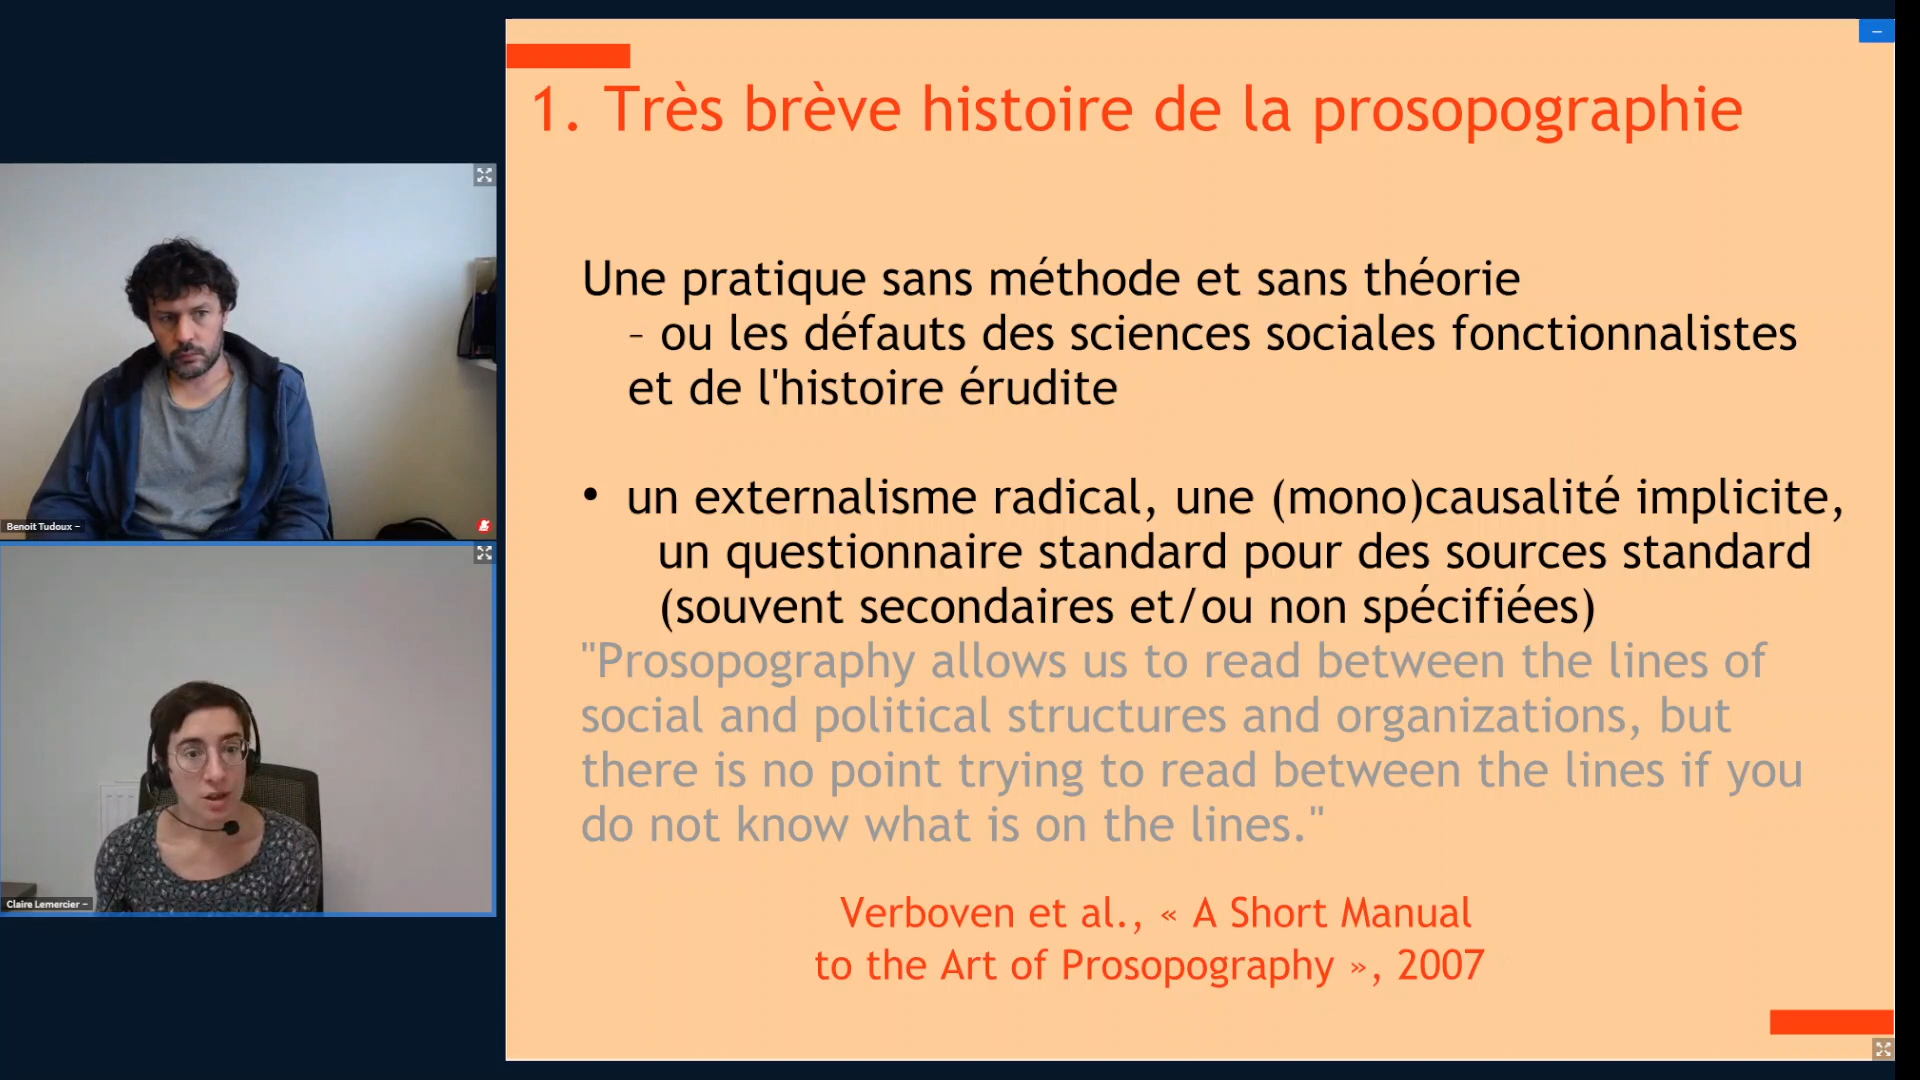 1. Très brève histoire de la prosopographie
Une pratique sans méthode et sans théorie
– ou les défauts des sciences sociales fonctionnalistes
et de l'histoire érudite
• un externalisme radical, une (mono)causalité implicite,
un questionnaire standard pour des sources standard
(souvent secondaires et/ou non spécifiées)
"Prosopography allows us to read between the lines of
social and political structures and organizations, but
there is no point trying to read between the lines if you
do not know what is on the lines."
Verboven et al., « A Short Manual
to the Art of Prosopography », 2007
Benoit Tudoux –
Claire Lemercier –